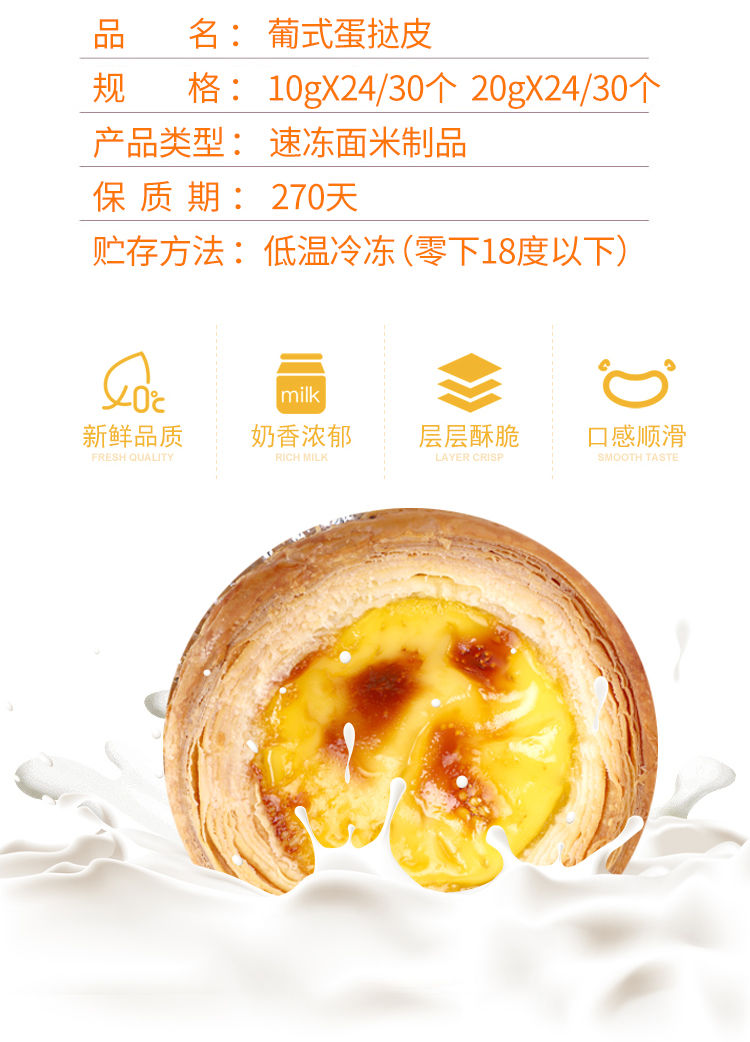 品名：葡式蛋挞皮
规格：10gX24/30个 20gX24/30个
产品类型：速冻面米制品
保质期：270天
贮存方法：低温冷冻（零下18度以下）
0℃
milk
新鲜品质
奶香浓郁
层层酥脆
口感顺滑
FRESH QUALITY
RICH MILK
LAYER CRISP
SMOOTH TASTE